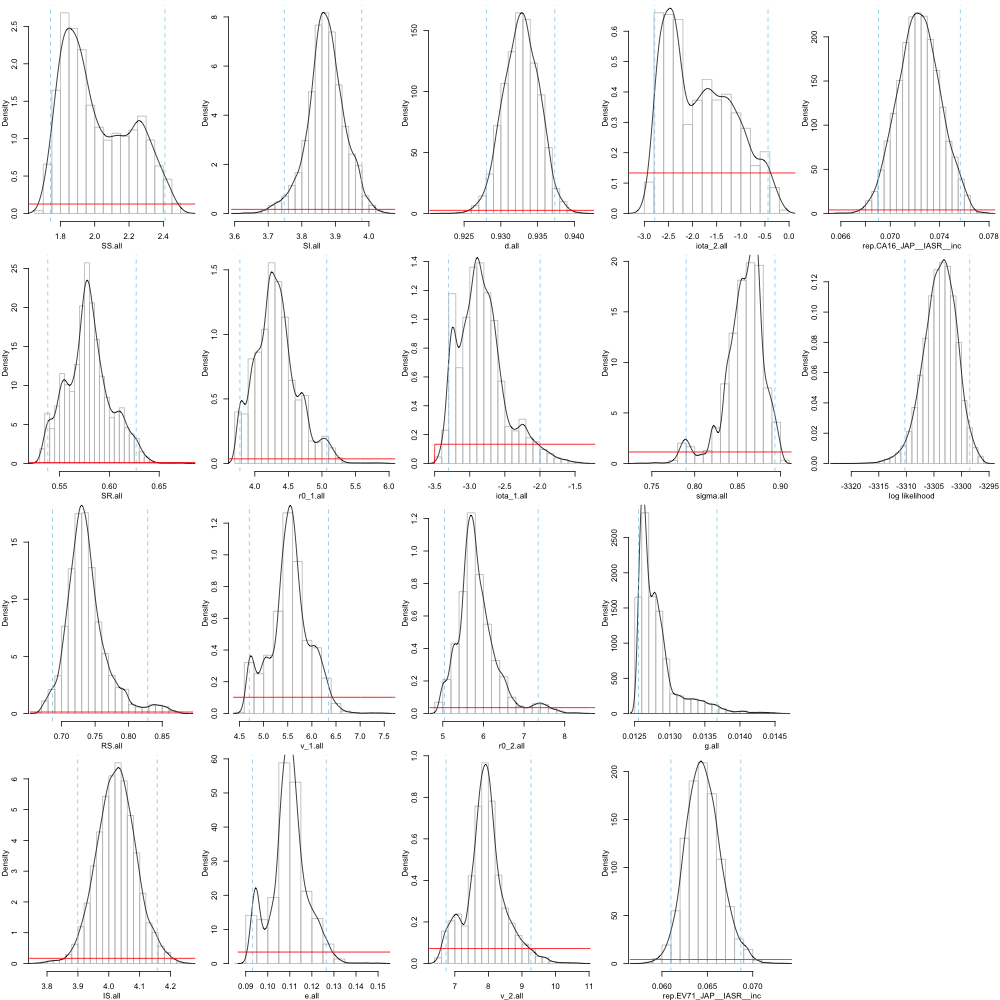 Density
0.0 0.5 1.0 1.5 2.0 2.5
1.8 2.0 2.2 2.4
SS.all
Density
0 2 4 6 8
3.6 3.7 3.8 3.9 4.0
SI.all
Density
0 50 100 150
0.925 0.930 0.935 0.940
d.all
Density
0.0 0.1 0.2 0.3 0.4 0.5 0.6
-3.0 -2.5 -2.0 -1.5 -1.0 -0.5 0.0
iota_2.all
Density
0 50 100 150 200
0.066 0.070 0.074 0.078
rep.CA16_JAP__IASR__inc
Density
0 5 10 15 20 25
0.55 0.60 0.65
SR.all
Density
0.0 0.5 1.0 1.5
4.0 4.5 5.0 5.5 6.0
r0_1.all
Density
0.0 0.2 0.4 0.6 0.8 1.0 1.2 1.4
-3.5 -3.0 -2.5 -2.0 -1.5
iota_1.all
Density
0 5 10 15 20
0.75 0.80 0.85 0.90
sigma.all
Density
0.00 0.02 0.04 0.06 0.08 0.10 0.12
-3320 -3315 -3310 -3305 -3300 -3295
log likelihood
Density
0 5 10 15
0.70 0.75 0.80 0.85
RS.all
Density
0.0 0.2 0.4 0.6 0.8 1.0 1.2
4.5 5.0 5.5 6.0 6.5 7.0 7.5
v_1.all
Density
0.0 0.2 0.4 0.6 0.8 1.0 1.2
5 6 7 8
r0_2.all
Density
0 500 1000 1500 2000 2500
0.0125 0.0130 0.0135 0.0140 0.0145
g.all
Density
0 1 2 3 4 5 6
3.8 3.9 4.0 4.1 4.2
IS.all
Density
0 10 20 30 40 50 60
0.09 0.10 0.11 0.12 0.13 0.14 0.15
e.all
Density
0.0 0.2 0.4 0.6 0.8 1.0
7 8 9 10 11
v_2.all
Density
0 50 100 150 200
0.060 0.065 0.070
rep.EV71_JAP__IASR__inc